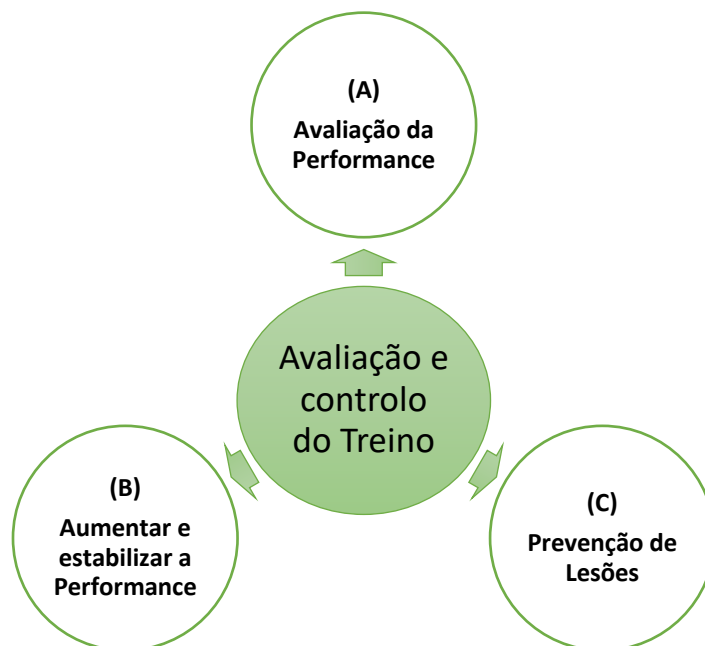 (A)
Avaliação da
Performance
Avaliação e
controlo
do Treino
(B)
Aumentar e
estabilizar a
Performance
(C)
Prevenção de
Lesões